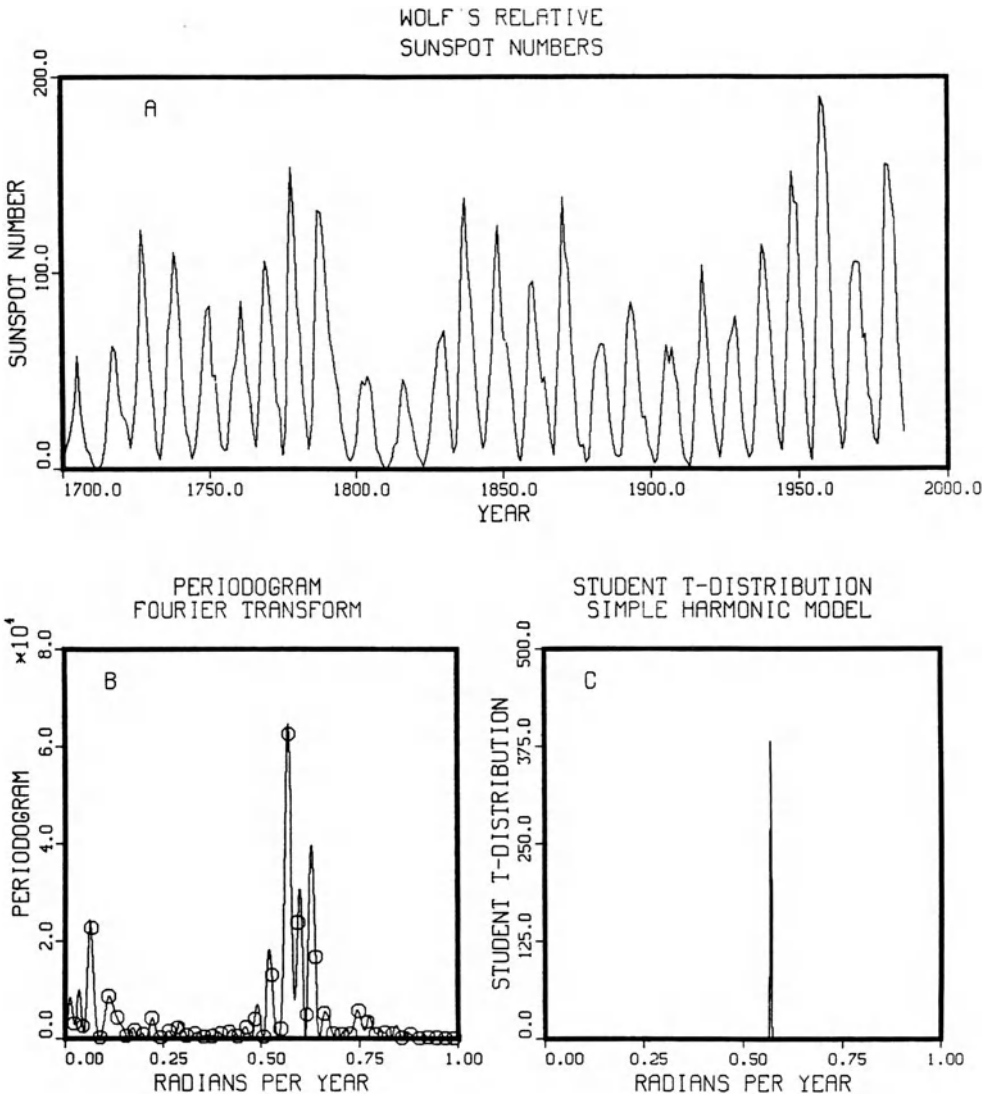 WOLF'S RELATIVE
SUNSPOT NUMBERS
A
200.0
100.0
0.0
SUNSPOT NUMBER
1700.0 1750.0 1800.0 1850.0 1900.0 1950.0 2000.0
YEAR
PERIODOGRAM
FOURIER TRANSFORM
×10⁴
B
8.0
6.0
4.0
2.0
0.0
PERIODOGRAM
0.00 0.25 0.50 0.75 1.00
RADIANS PER YEAR
STUDENT T-DISTRIBUTION
SIMPLE HARMONIC MODEL
C
500.0
375.0
250.0
125.0
0.0
STUDENT T-DISTRIBUTION
0.00 0.25 0.50 0.75 1.00
RADIANS PER YEAR